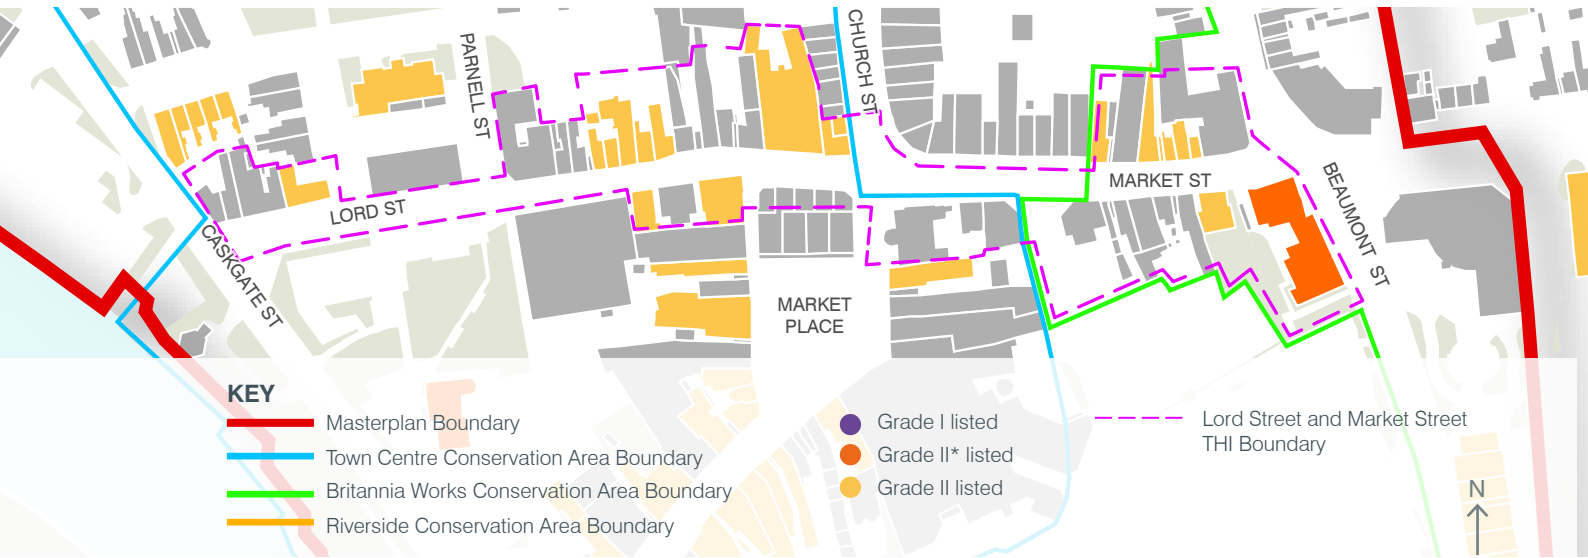 PARNELL ST
CHURCH ST
MARKET ST
BEAUMONT ST
LORD ST
CASKGATE ST
MARKET
PLACE
KEY
Masterplan Boundary
Town Centre Conservation Area Boundary
Britannia Works Conservation Area Boundary
Riverside Conservation Area Boundary
Grade I listed
Grade II* listed
Grade II listed
Lord Street and Market Street
THI Boundary
N